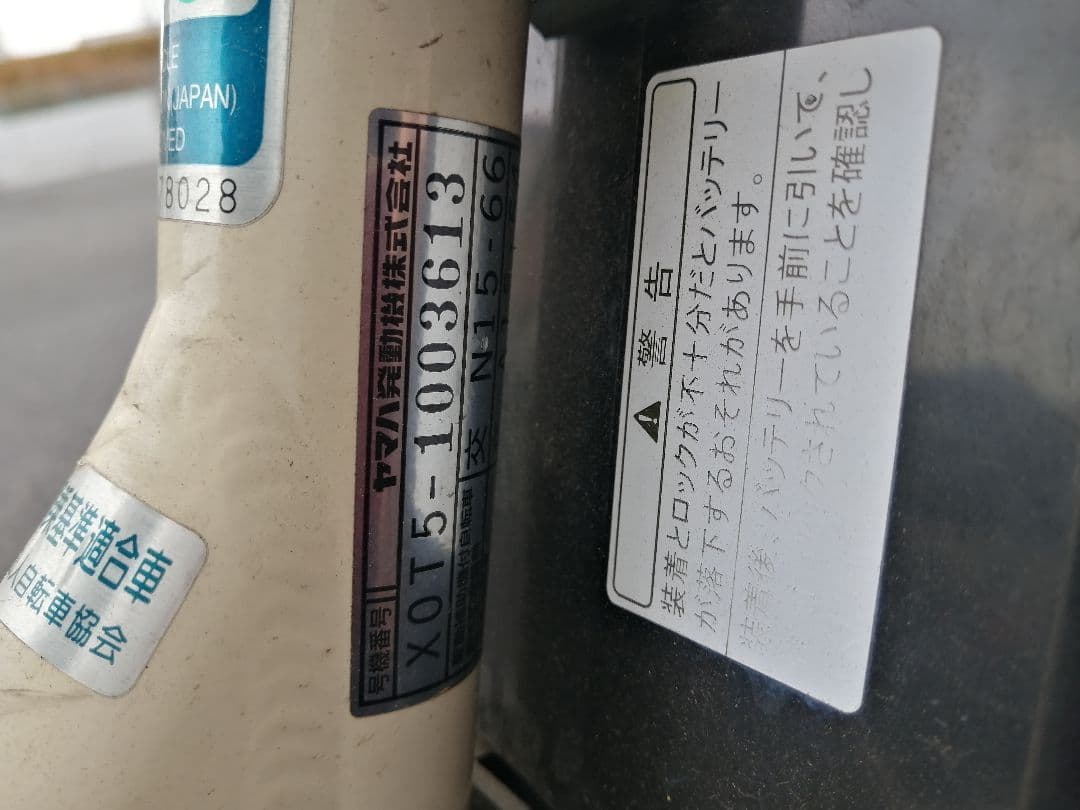 (JAPAN)
78028
基準適合車
自転車協会
ヤマハ発動機株式会社
号機番号
X0T5-1003613
交 N15-66
警告
装着とロックが不十分だとバッテリー
が落下するおそれがあります。
装着後、バッテリーを手前に引いて、
クされていることを確認し